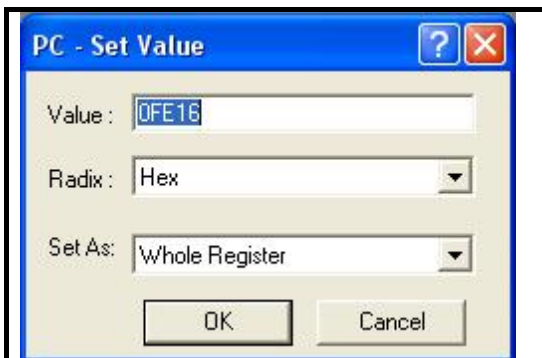 PC - Set Value
Value : 0FE16
Radix : Hex
Set As: Whole Register
OK Cancel